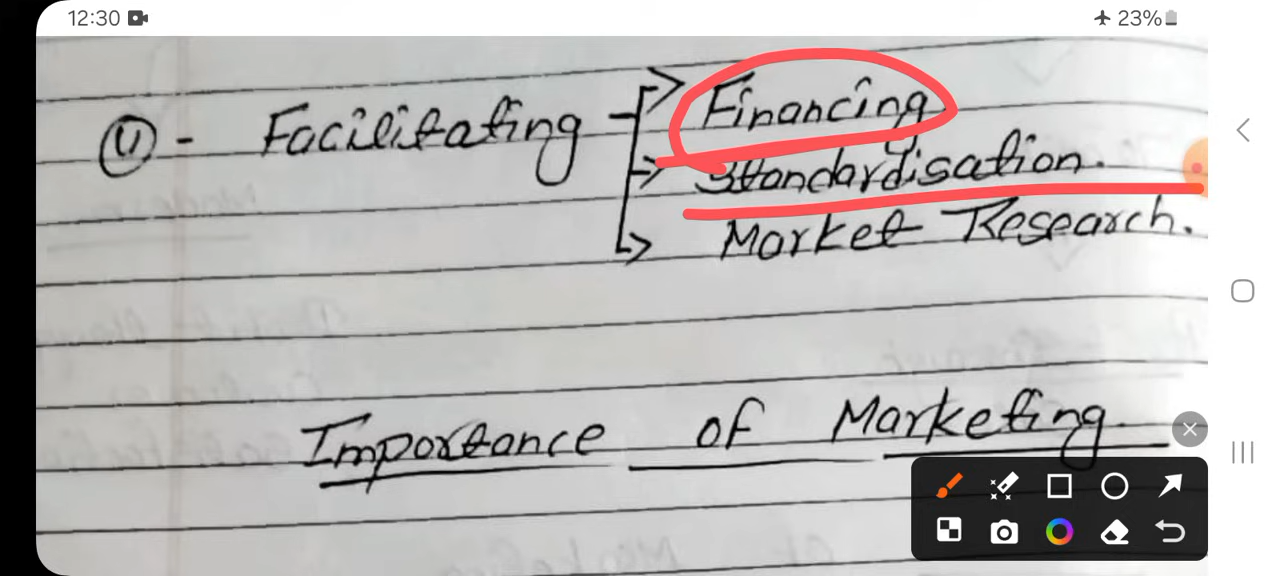 12:30
23%
(U) - Facilitating
Financing
Standardisation.
Market Research.
Importance of Marketing